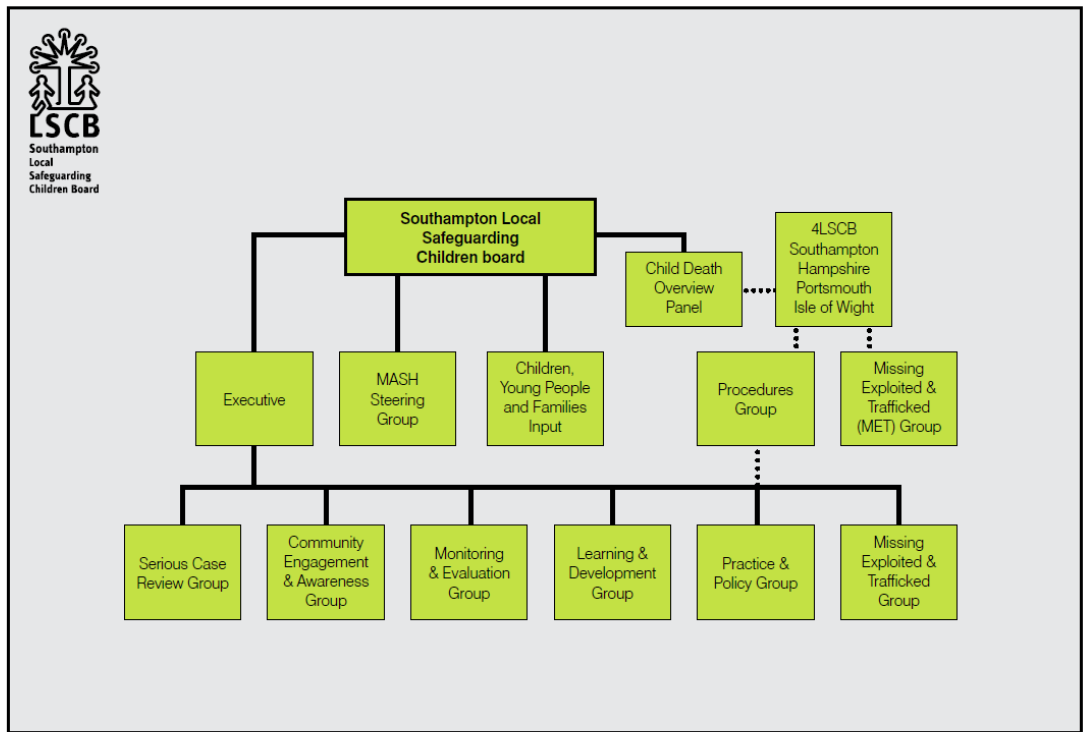 LSCB
Southampton
Local
Safeguarding
Children Board
Southampton Local
Safeguarding
Children board
Child Death
Overview
Panel
4LSCB
Southampton
Hampshire
Portsmouth
Isle of Wight
Executive
MASH
Steering
Group
Children,
Young People
and Families
Input
Procedures
Group
Missing
Exploited &
Trafficked
(MET) Group
Serious Case
Review Group
Community
Engagement
& Awareness
Group
Monitoring
& Evaluation
Group
Learning &
Development
Group
Practice &
Policy Group
Missing
Exploited &
Trafficked
Group